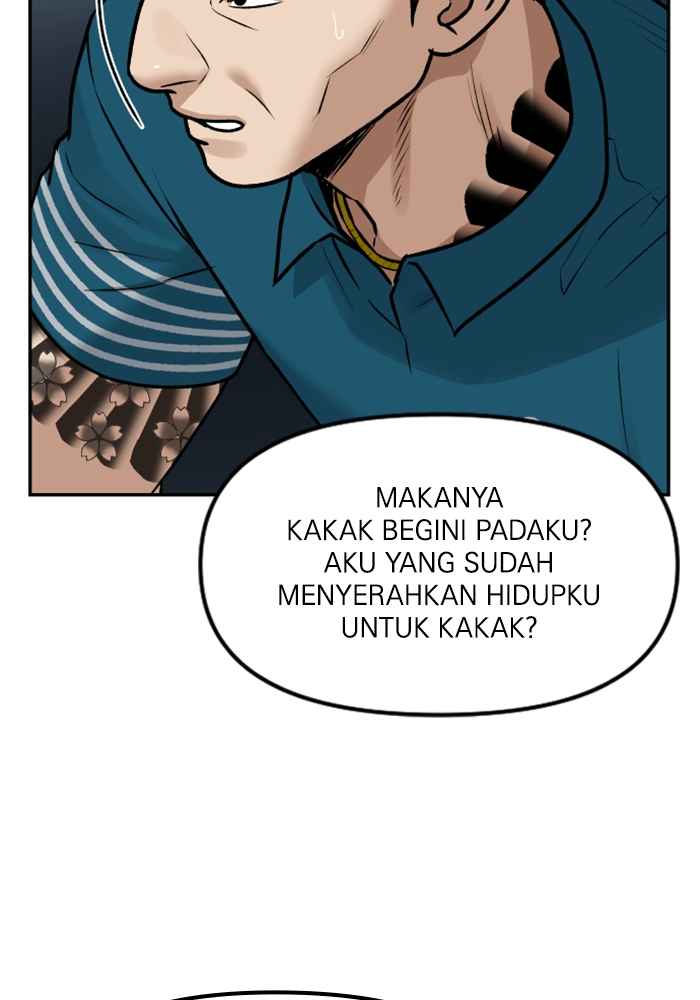 MAKANYA
KAKAK BEGINI PADAKU?
AKU YANG SUDAH
MENYERAHKAN HIDUPKU
UNTUK KAKAK?